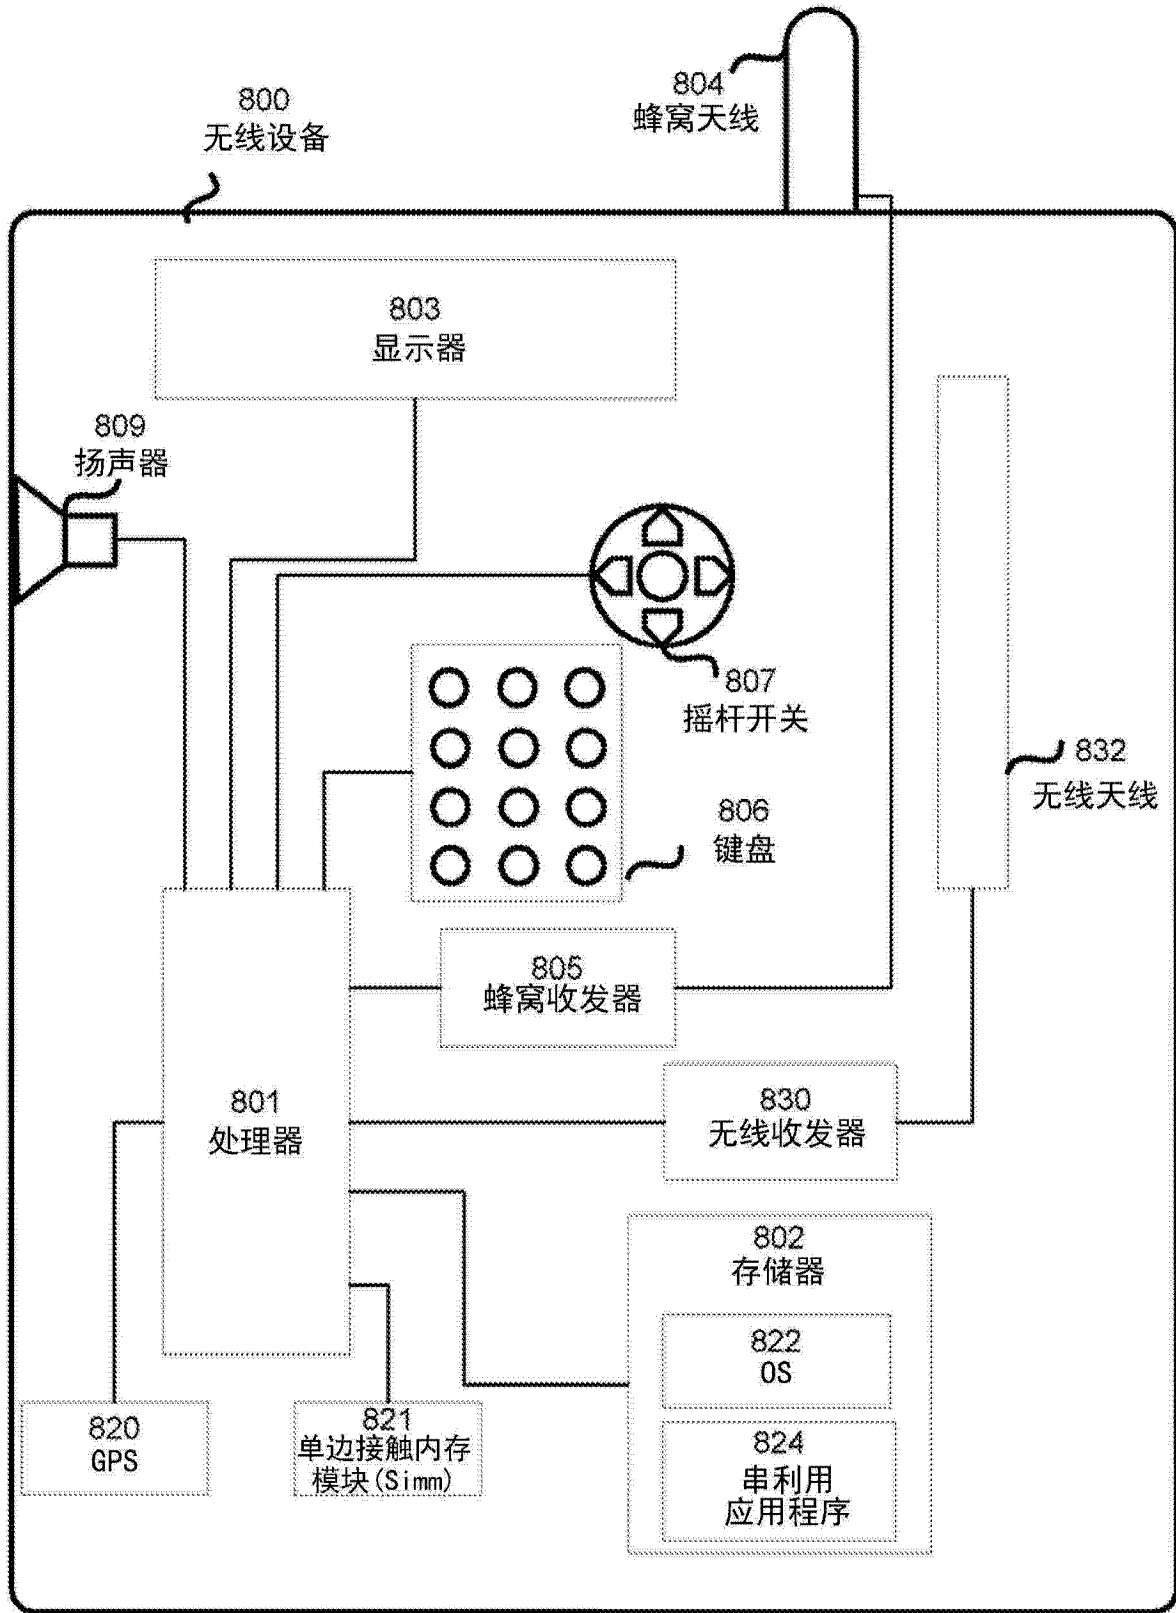 804
蜂窝天线
800
无线设备
803
显示器
809
扬声器
807
摇杆开关
832
无线天线
806
键盘
805
蜂窝收发器
801
处理器
830
无线收发器
802
存储器
822
OS
820
GPS
821
单边接触内存
模块(Simm)
824
串利用
应用程序